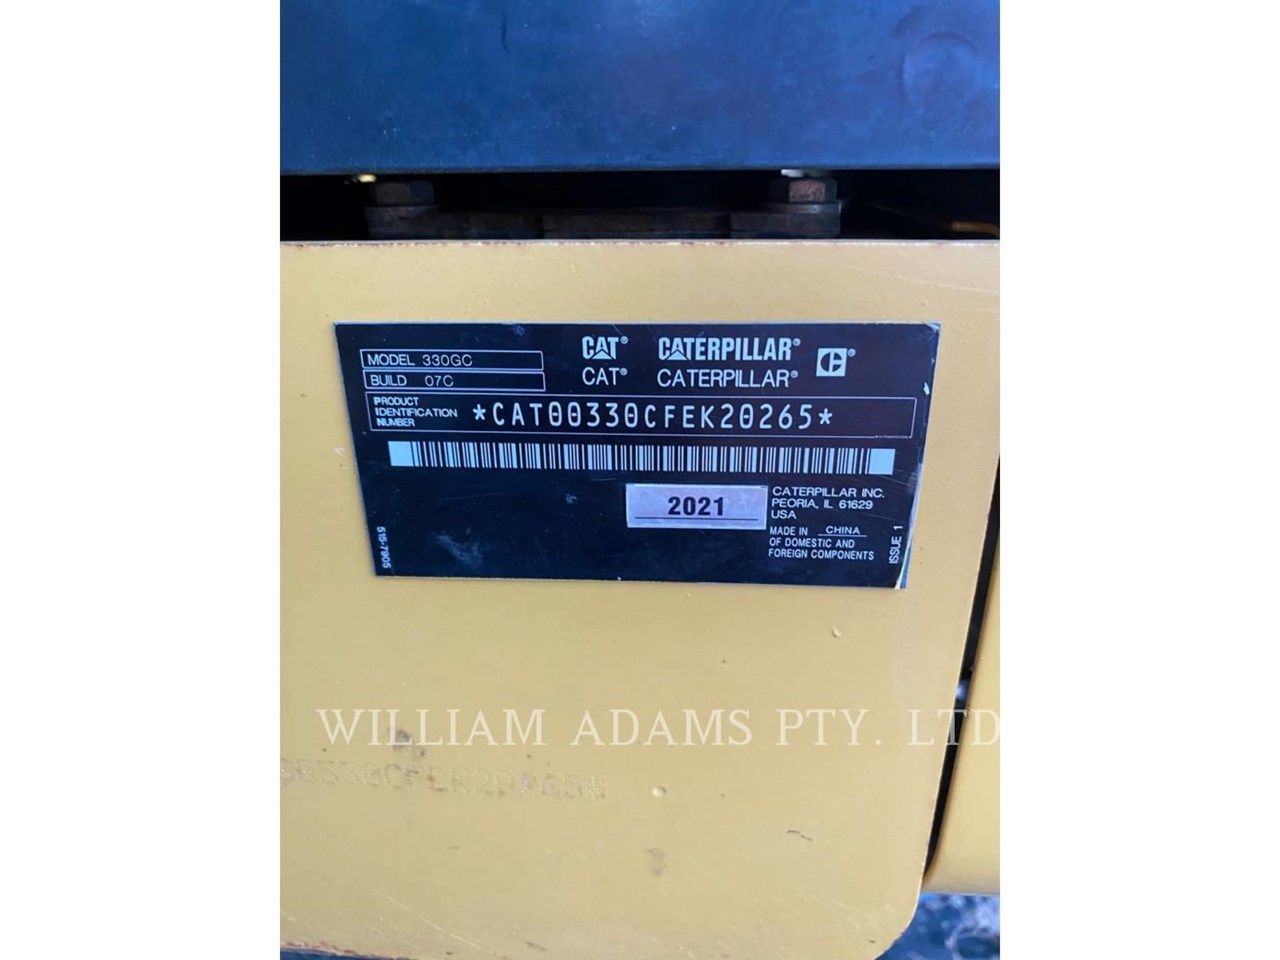 MODEL 330GC
BUILD 07C
CAT® CATERPILLAR®
CAT® CATERPILLAR®
PRODUCT
IDENTIFICATION
NUMBER
*CAT00330CFEK20265*
2021
CATERPILLAR INC.
PEORIA, IL 61629
USA
MADE IN CHINA
OF DOMESTIC AND
FOREIGN COMPONENTS
515-7905
ISSUE 1
WILLIAM ADAMS PTY. LTD